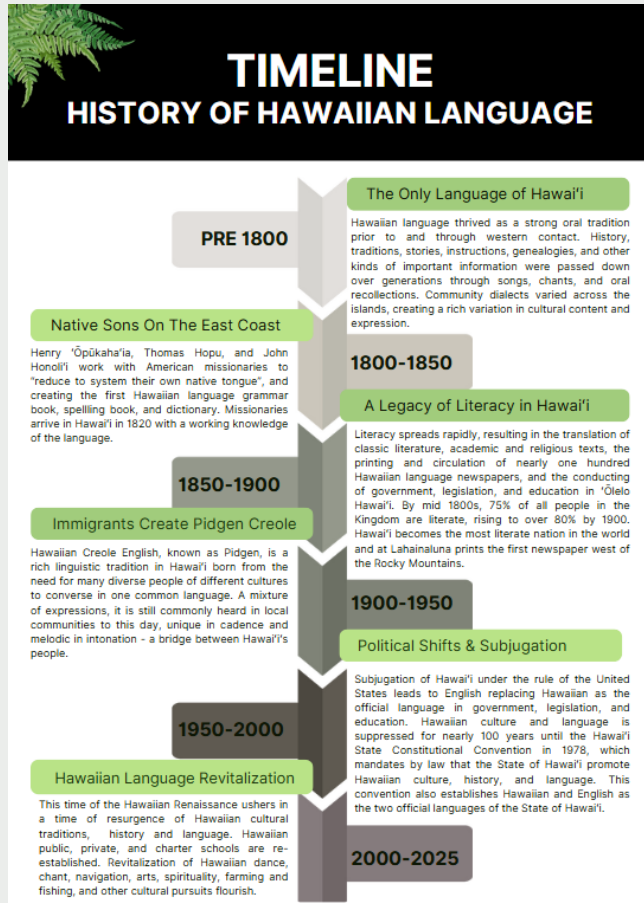 TIMELINE
HISTORY OF HAWAIIAN LANGUAGE
PRE 1800
The Only Language of Hawaiʻi
Hawaiian language thrived as a strong oral tradition
prior to and through western contact. History,
traditions, stories, instructions, genealogies, and other
kinds of important information were passed down
over generations through songs, chants, and oral
recollections. Community dialects varied across the
islands, creating a rich variation in cultural content and
expression.
Native Sons On The East Coast
Henry ʻŌpūkahaʻia, Thomas Hopu, and John
Honoliʻi work with American missionaries to
“reduce to system their own native tongue”, and
creating the first Hawaiian language grammar
book, spellling book, and dictionary. Missionaries
arrive in Hawaiʻi in 1820 with a working knowledge
of the language.
1800-1850
A Legacy of Literacy in Hawaiʻi
Literacy spreads rapidly, resulting in the translation of
classic literature, academic and religious texts, the
printing and circulation of nearly one hundred
Hawaiian language newspapers, and the conducting
of government, legislation, and education in ʻŌlelo
Hawaiʻi. By mid 1800s, 75% of all people in the
Kingdom are literate, rising to over 80% by 1900.
Hawaiʻi becomes the most literate nation in the world
and at Lahainaluna prints the first newspaper west of
the Rocky Mountains.
1850-1900
Immigrants Create Pidgen Creole
Hawaiian Creole English, known as Pidgen, is a
rich linguistic tradition in Hawaiʻi born from the
need for many diverse people of different cultures
to converse in one common language. A mixture
of expressions, it is still commonly heard in local
communities to this day, unique in cadence and
melodic in intonation - a bridge between Hawaiʻi's
people.
1900-1950
Political Shifts & Subjugation
Subjugation of Hawaiʻi under the rule of the United
States leads to English replacing Hawaiian as the
official language in government, legislation, and
education. Hawaiian culture and language is
suppressed for nearly 100 years until the Hawaiʻi
State Constitutional Convention in 1978, which
mandates by law that the State of Hawaiʻi promote
Hawaiian culture, history, and language. This
convention also establishes Hawaiian and English as
the two official languages of the State of Hawaiʻi.
1950-2000
Hawaiian Language Revitalization
This time of the Hawaiian Renaissance ushers in
a time of resurgence of Hawaiian cultural
traditions, history and language. Hawaiian
public, private, and charter schools are re-
established. Revitalization of Hawaiian dance,
chant, navigation, arts, spirituality, farming and
fishing, and other cultural pursuits flourish.
2000-2025